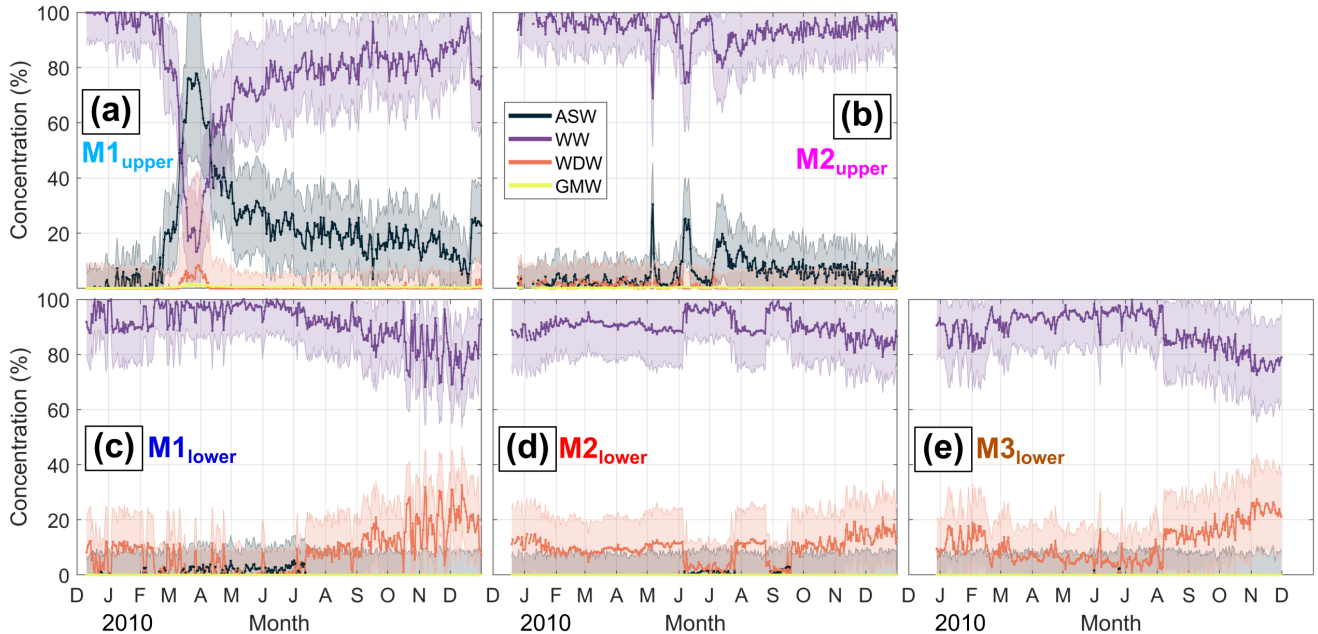 100
80
60
40
20
Concentration (%)
(a)
M1upper
ASW
WW
WDW
GMW
(b)
M2upper
100
80
60
40
20
0
Concentration (%)
(c) M1lower
(d) M2lower
(e) M3lower
D J F M A M J J A S O N D D J F M A M J J A S O N D D J F M A M J J A S O N D
2010 Month 2010 Month 2010 Month